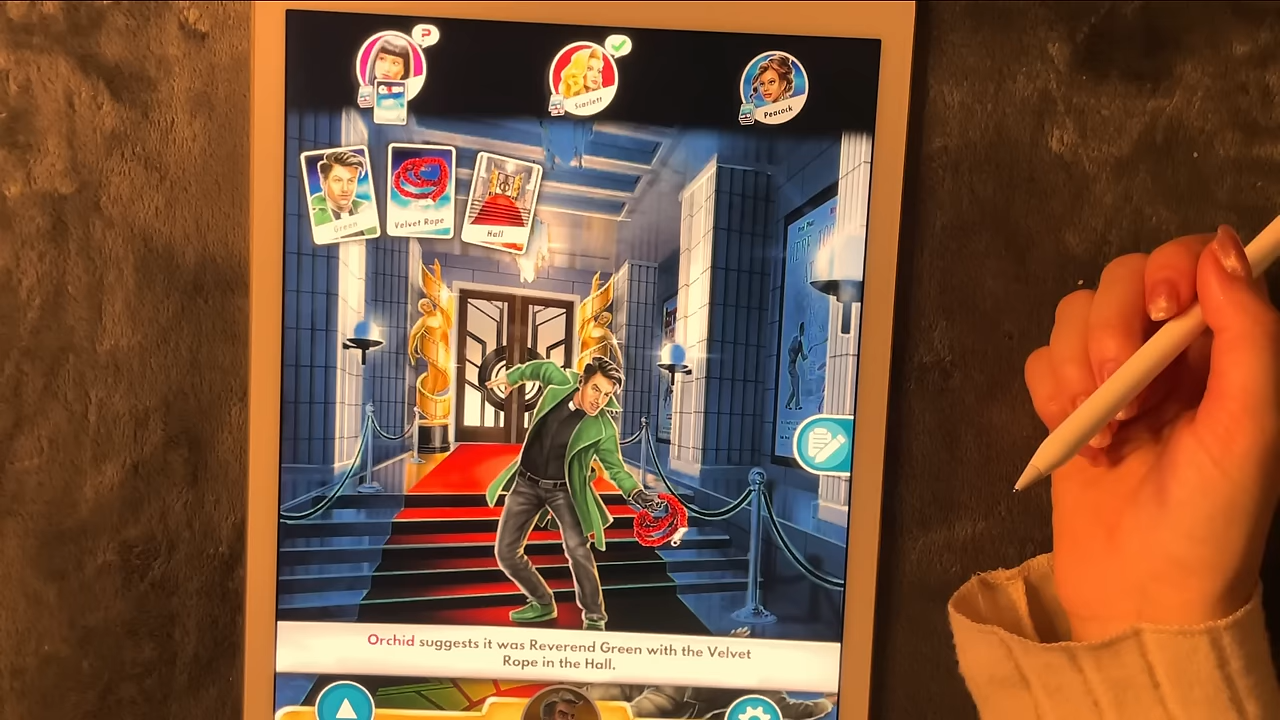 ?
Scarlett
Peacock
Green
Velvet Rope
Hall
Orchid suggests it was Reverend Green with the Velvet
Rope in the Hall.